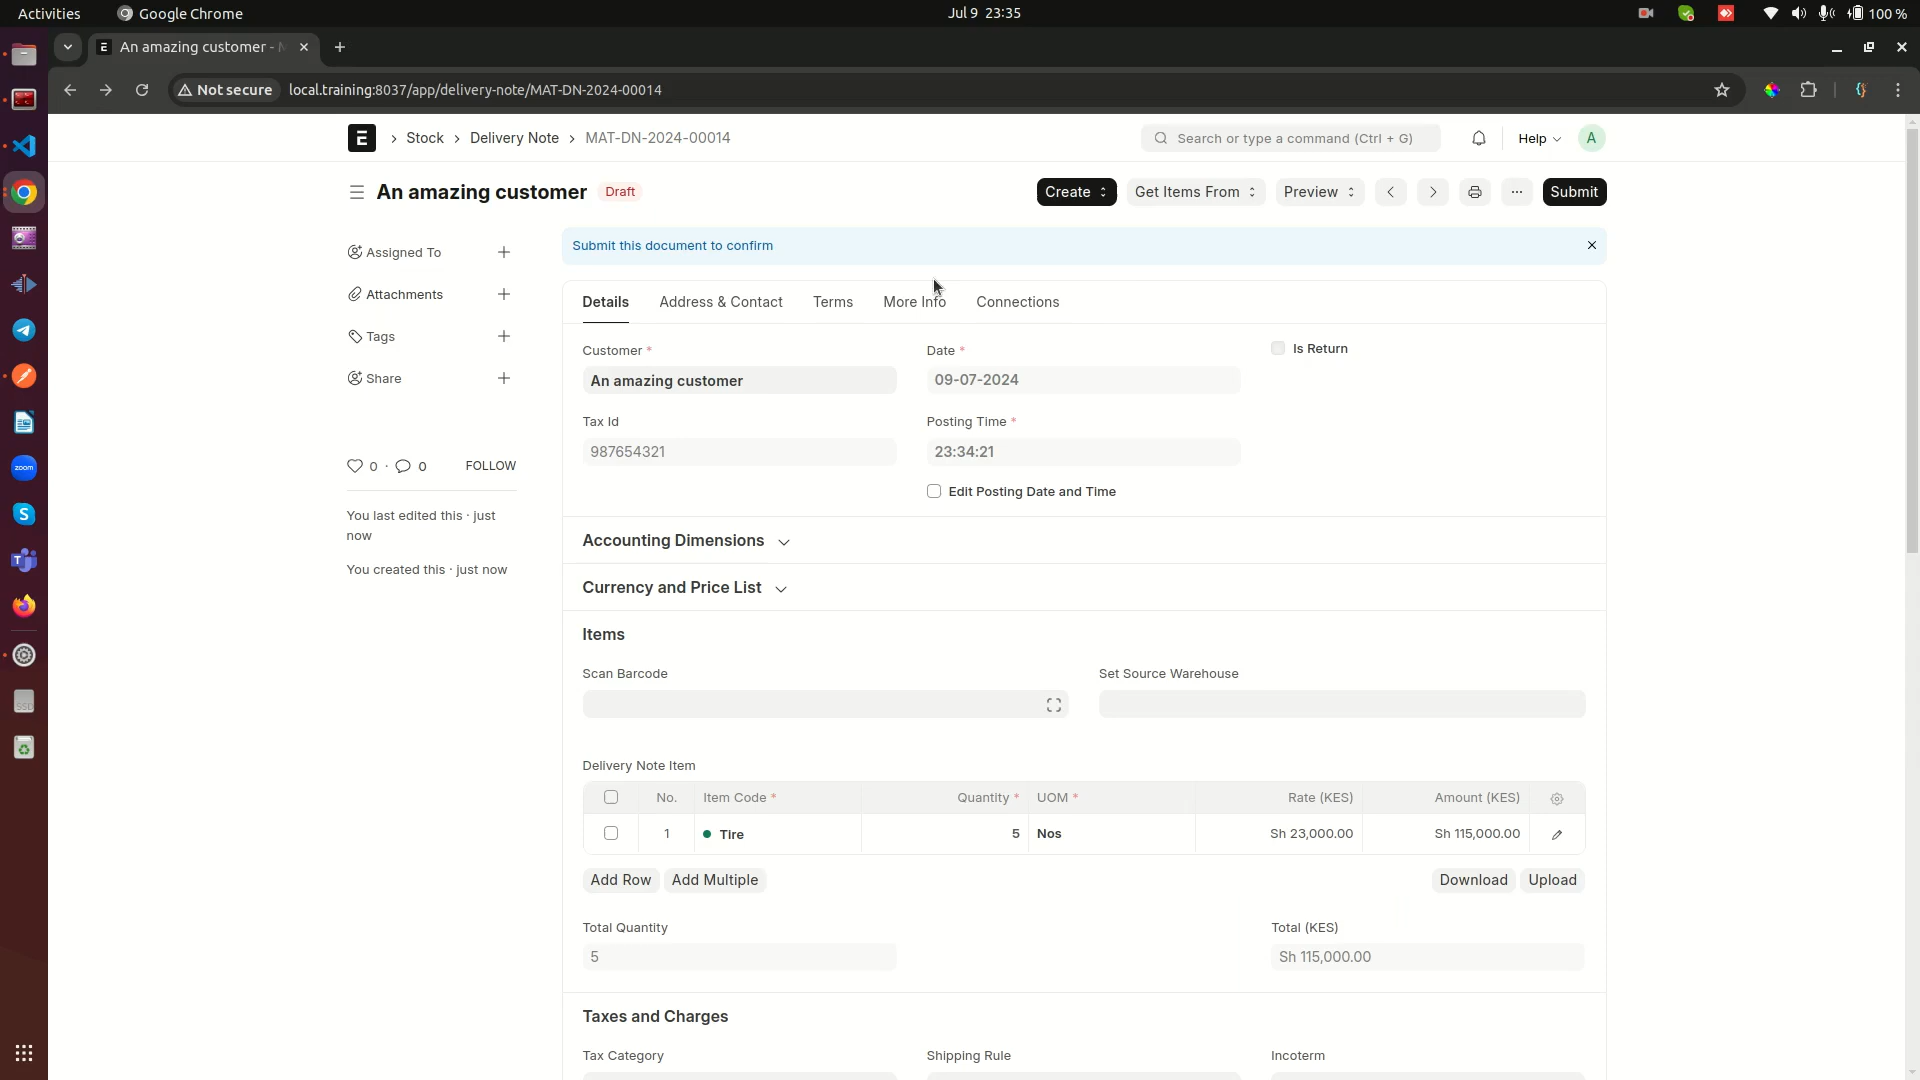 Activities Google Chrome Jul 9 23:35 100 %
E An amazing customer -
Not secure local.training:8037/app/delivery-note/MAT-DN-2024-00014
E Stock Delivery Note MAT-DN-2024-00014 Search or type a command (Ctrl + G) Help A
An amazing customer Draft Create Get Items From Preview Submit
Assigned To
Attachments
Tags
Share
0 · 0 FOLLOW
You last edited this · just
now
You created this · just now
Submit this document to confirm
Details Address & Contact Terms More Info Connections
Customer * Date * Is Return
An amazing customer 09-07-2024
Tax Id Posting Time *
987654321 23:34:21
Edit Posting Date and Time
Accounting Dimensions
Currency and Price List
Items
Scan Barcode Set Source Warehouse
Delivery Note Item
No. Item Code * Quantity * UOM * Rate (KES) Amount (KES)
1 Tire 5 Nos Sh 23,000.00 Sh 115,000.00
Add Row Add Multiple Download Upload
Total Quantity Total (KES)
5 Sh 115,000.00
Taxes and Charges
Tax Category Shipping Rule Incoterm
zoom
SSD